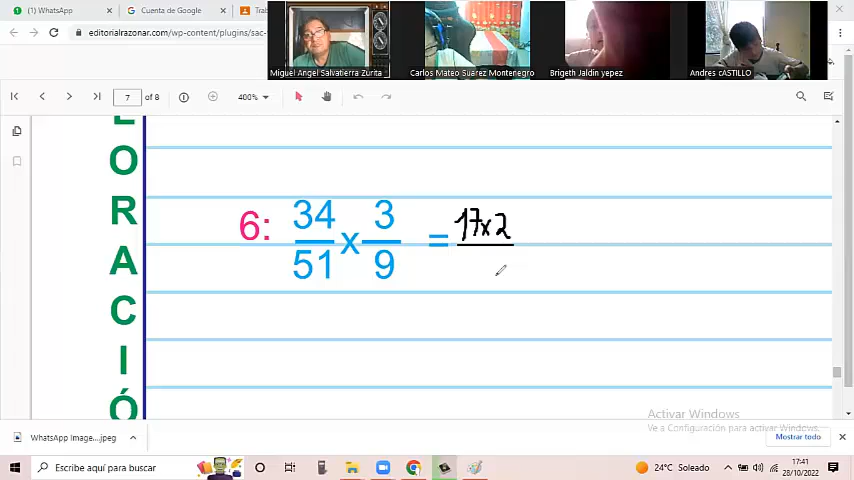 (1) WhatsApp
Cuenta de Google
Trab
editorialrazonar.com/wp-content/plugins/sac-
Miguel Angel Salvatierra Zurita
Carlos Mateo Suarez Montenegro
Brigeth Jaldin yepez
Andres cASTILLO
7 of 8
400%
L
O
R
A
C
I
Ó
6: 34/51 x 3/9 = 17x2
Activar Windows
Ve a Configuración para activar Windows.
WhatsApp Image....jpeg
Mostrar todo
Escribe aquí para buscar
24°C Soleado
17:41
28/10/2022